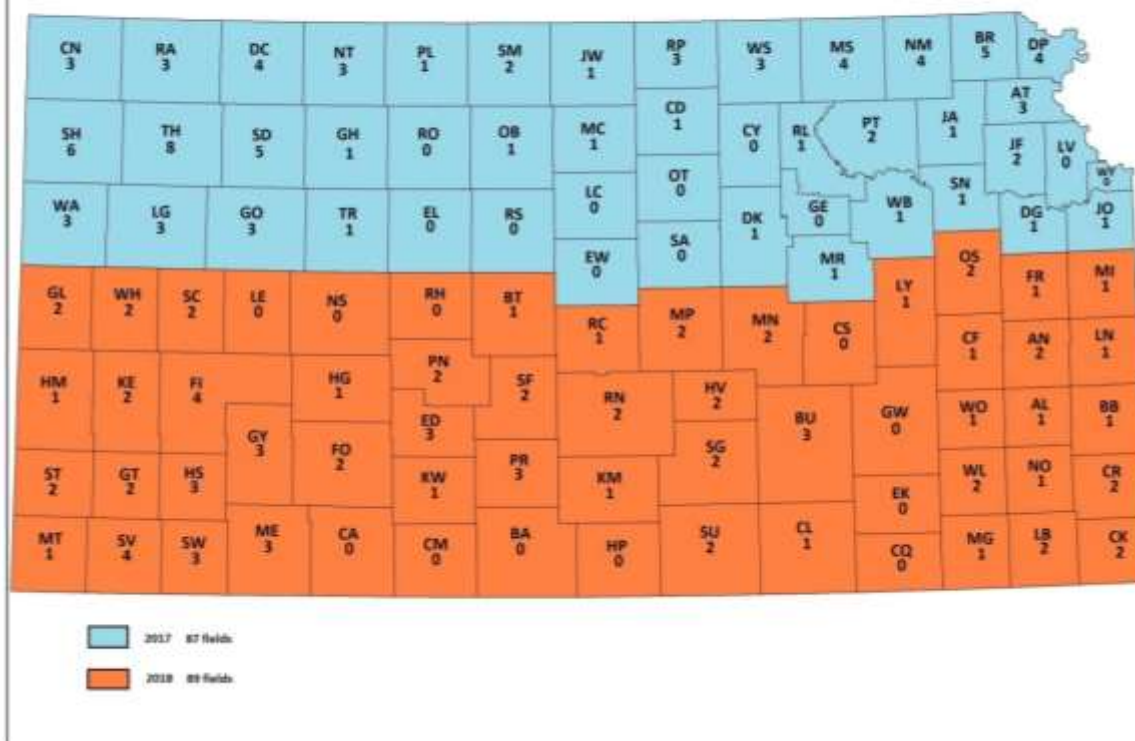 CN
3
RA
3
DC
4
NT
3
PL
1
SM
2
JW
1
RP
3
WS
3
MS
4
NM
4
BR
5
DP
4
SH
6
TH
8
SD
5
GH
1
RO
0
OB
1
MC
1
CD
1
CY
0
RL
1
PT
2
JA
1
AT
3
JF
2
LV
0
WY
0
WA
3
LG
3
GO
3
TR
1
EL
0
RS
0
LC
0
OT
0
DK
1
GE
0
WB
1
SN
1
DG
1
JO
1
EW
0
SA
0
MR
1
GL
2
WH
2
SC
2
LE
0
NS
0
RH
0
BT
1
RC
1
MP
2
MN
2
CS
0
LY
1
OS
2
FR
1
MI
1
HM
1
KE
2
FI
4
HG
1
PN
2
SF
2
RN
2
HV
2
BU
3
GW
0
CF
1
AN
2
LN
1
GY
3
FO
2
ED
3
SG
2
WO
1
AL
1
BB
1
ST
2
GT
2
HS
3
KW
1
PR
3
KM
1
EK
0
WL
2
NO
1
CR
2
MT
1
SV
4
SW
3
ME
3
CA
0
CM
0
BA
0
HP
0
SU
2
CL
1
CQ
0
MG
1
LB
2
CK
2
2017 87 fields
2018 89 fields